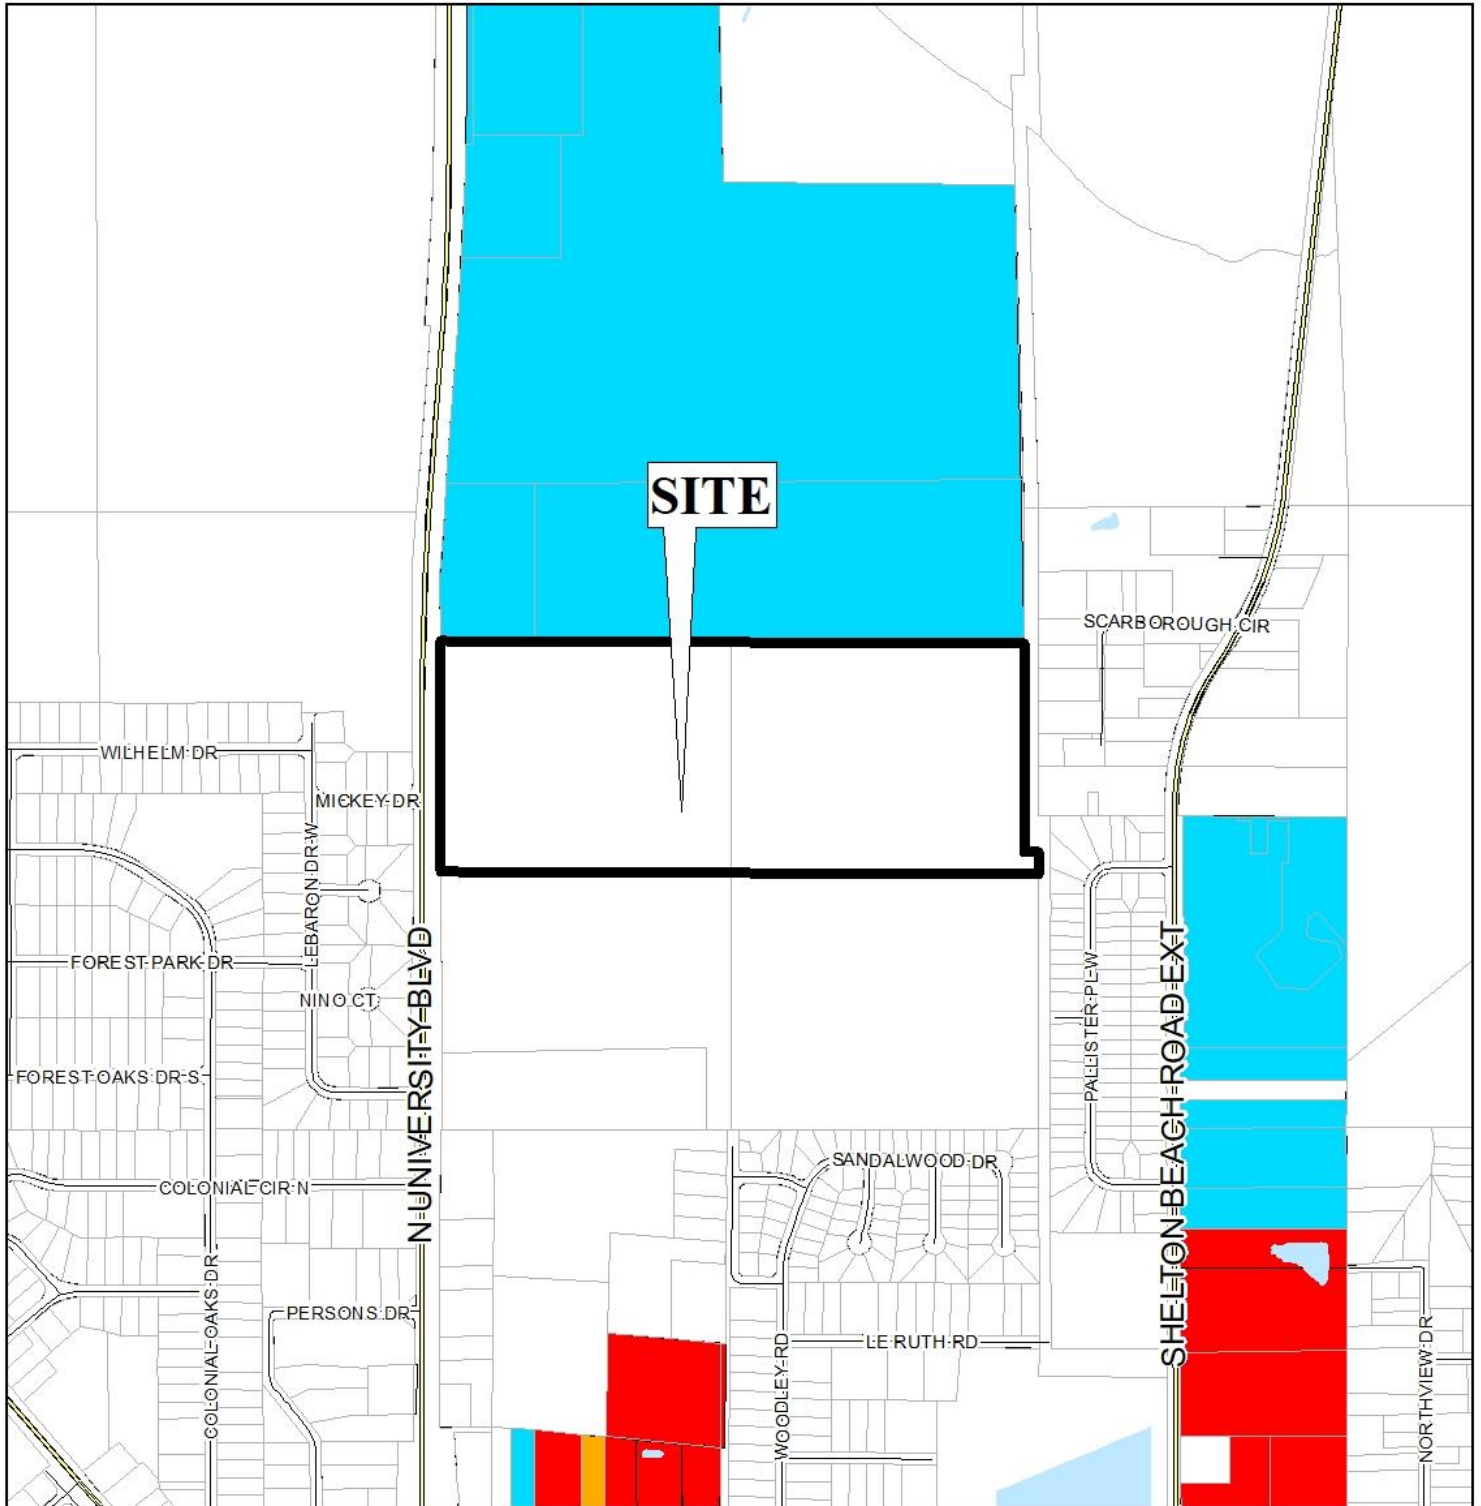 SITE
SCARBOROUGH CIR
WILHELM DR
MICKEY DR
LEBARON DR W
FOREST PARK DR
NINO CT
N UNIVERSITY BLVD
PALLISTER PL W
SHELTON BEACH ROAD EXT
FOREST OAKS DR S
SANDALWOOD DR
COLONIAL CIR N
COLONIAL OAKS DR
PERSONS DR
LE RUTH RD
WOODLEY RD
NORTHVIEW DR